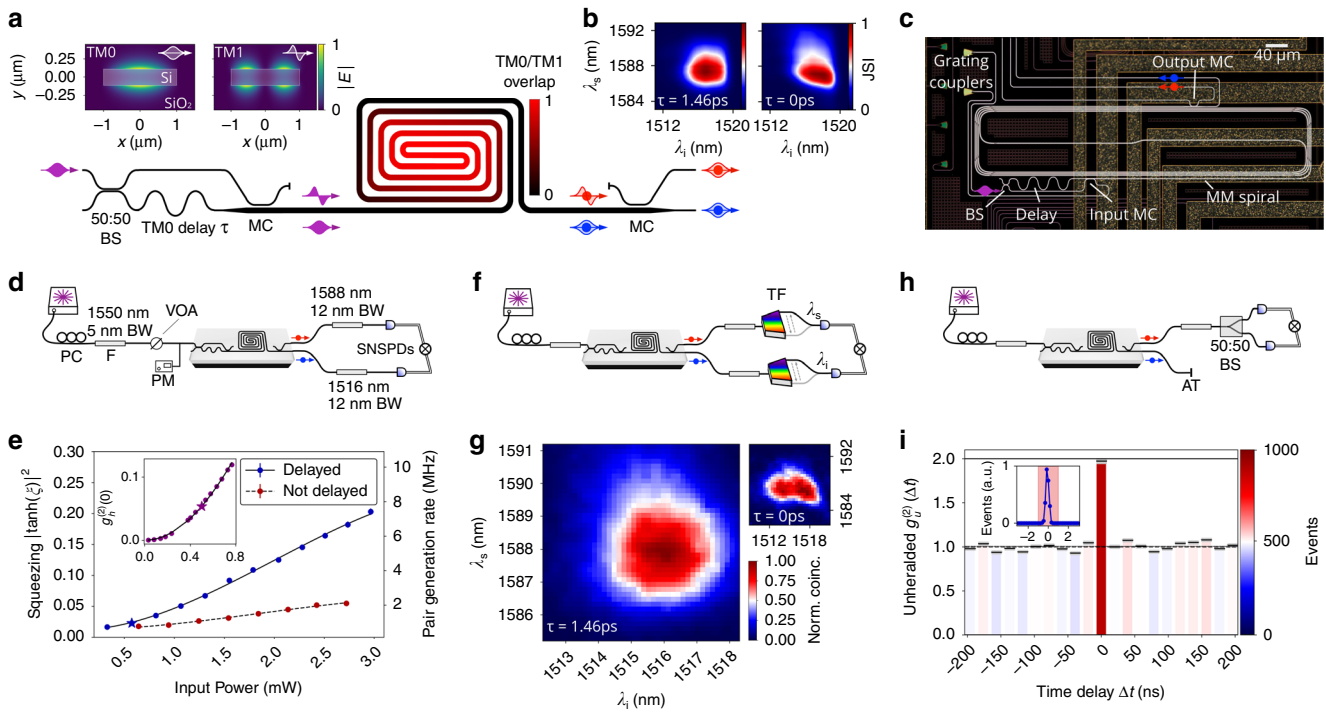 a
TM0
TM1
Si
SiO₂
y (μm)
0.25
0.00
−0.25
−1 0 1
x (μm)
−1 0 1
x (μm)
1
0
|E|
TM0/TM1
overlap
1
0
50:50
BS
TM0 delay τ
MC
MC
b
λs (nm)
1592
1588
1584
τ = 1.46ps
τ = 0ps
1512 1520
λi (nm)
1512 1520
λi (nm)
1
0
JSI
c
40 μm
Grating
couplers
Output MC
BS
Delay
Input MC
MM spiral
d
1550 nm
5 nm BW
VOA
PC
F
PM
1588 nm
12 nm BW
SNSPDs
1516 nm
12 nm BW
f
TF
λs
λi
h
50:50
BS
AT
e
Squeezing |tanh(ξ)|²
0.30
0.25
0.20
0.15
0.10
0.05
0.00
0.5 1.0 1.5 2.0 2.5 3.0
Input Power (mW)
gh(2)(0)
0.1
0.0
0.0 0.4 0.8
Delayed
Not delayed
10
8
6
4
2
Pair generation rate (MHz)
g
λs (nm)
1591
1590
1589
1588
1587
1586
τ = 1.46ps
1513 1514 1515 1516 1517 1518
λi (nm)
τ = 0ps
1592
1584
1512 1518
1.00
0.75
0.50
0.25
0.00
Norm. coinc.
i
Unheralded gu(2)(Δt)
2.0
1.5
1.0
0.5
0.0
−200 −150 −100 −50 0 50 100 150 200
Time delay Δt (ns)
Events (a.u.)
1
0
−2 0 2
1000
500
0
Events